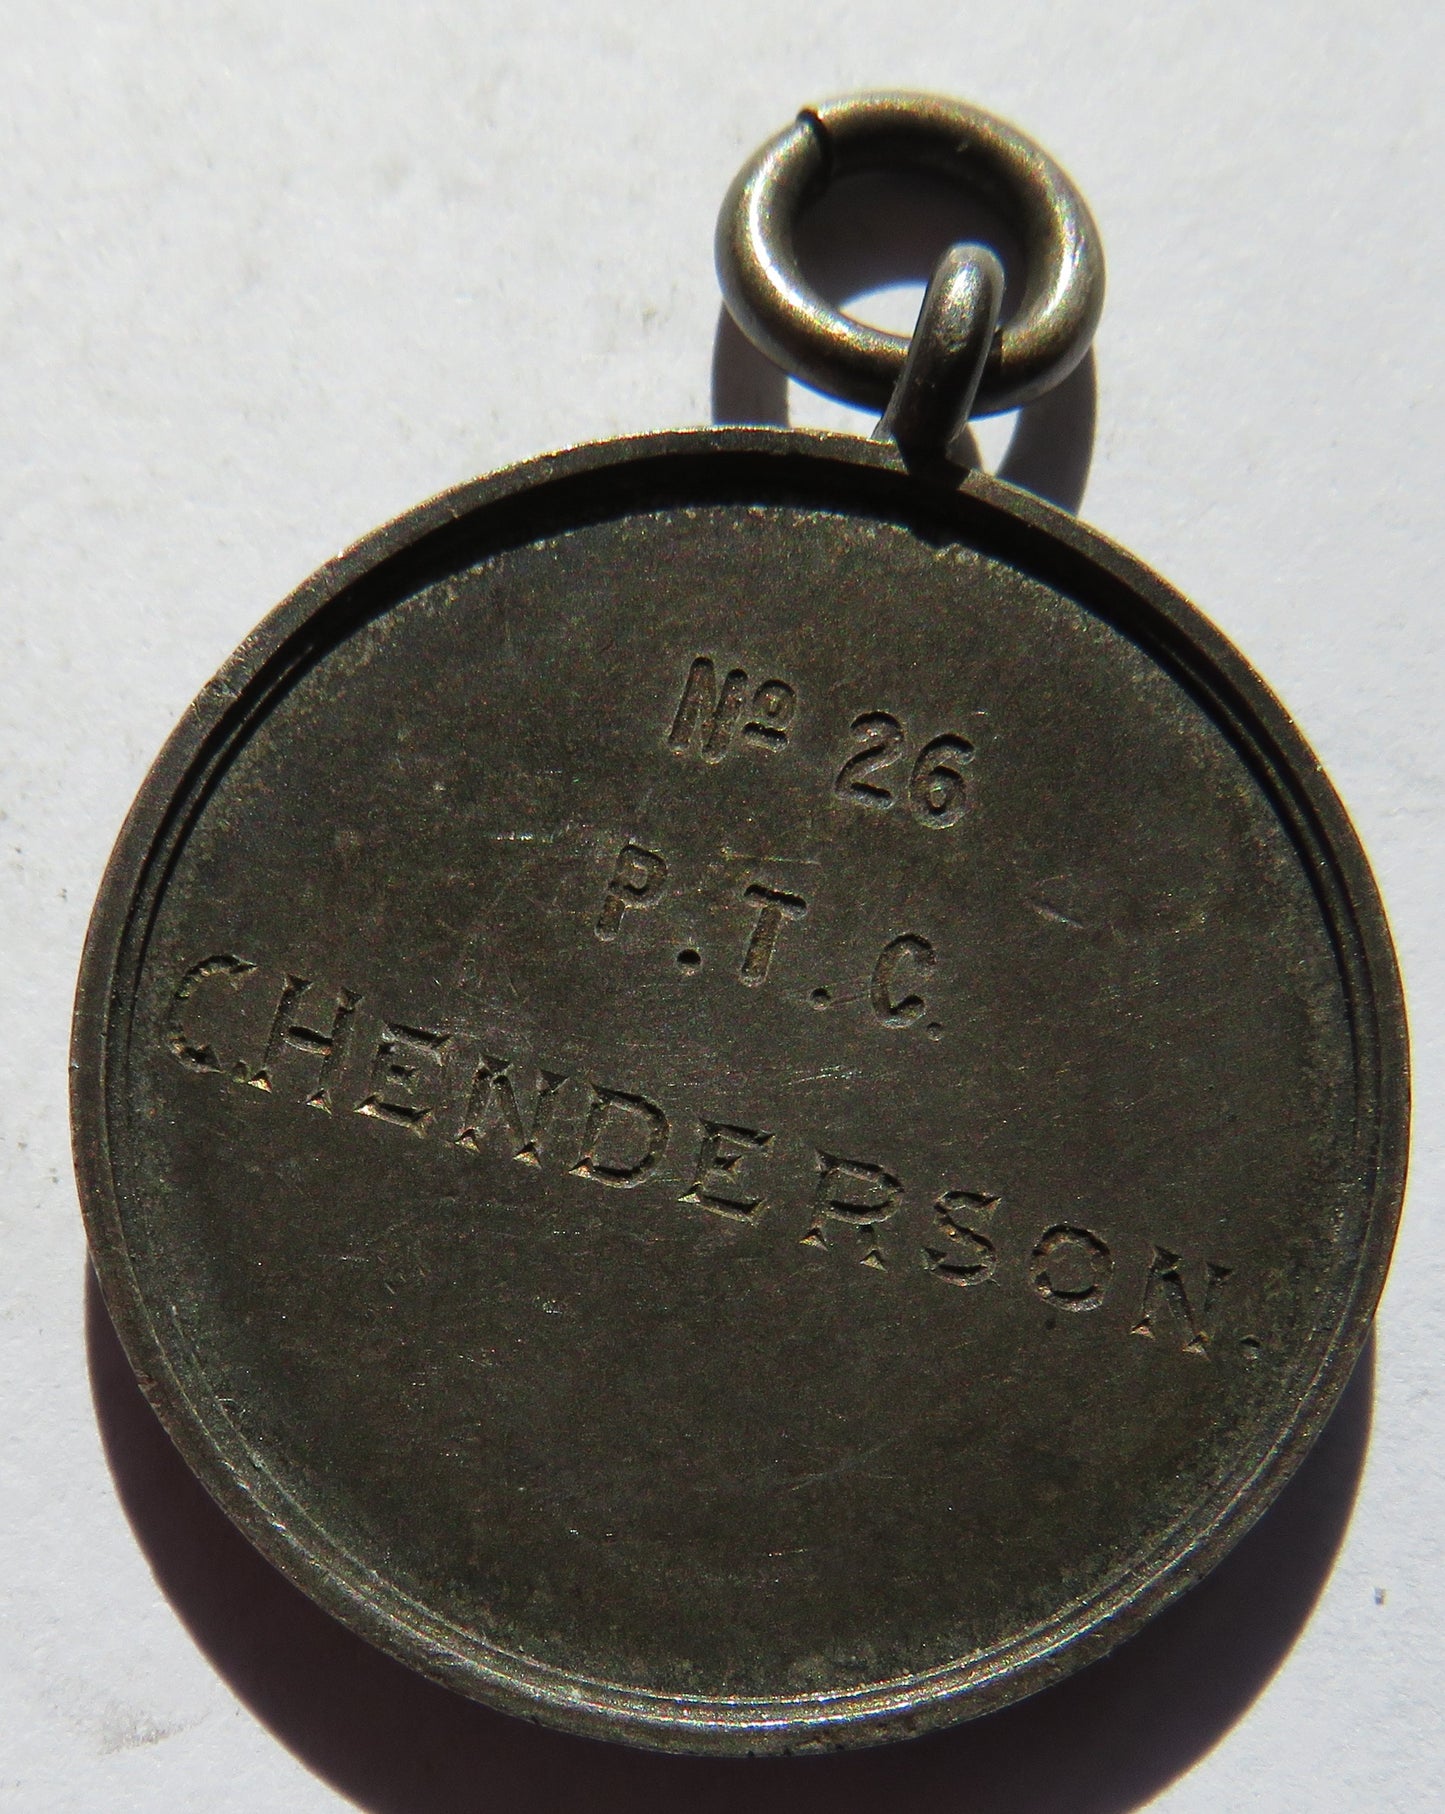 Nº 26
P.T.C.
C.HENDERSON.